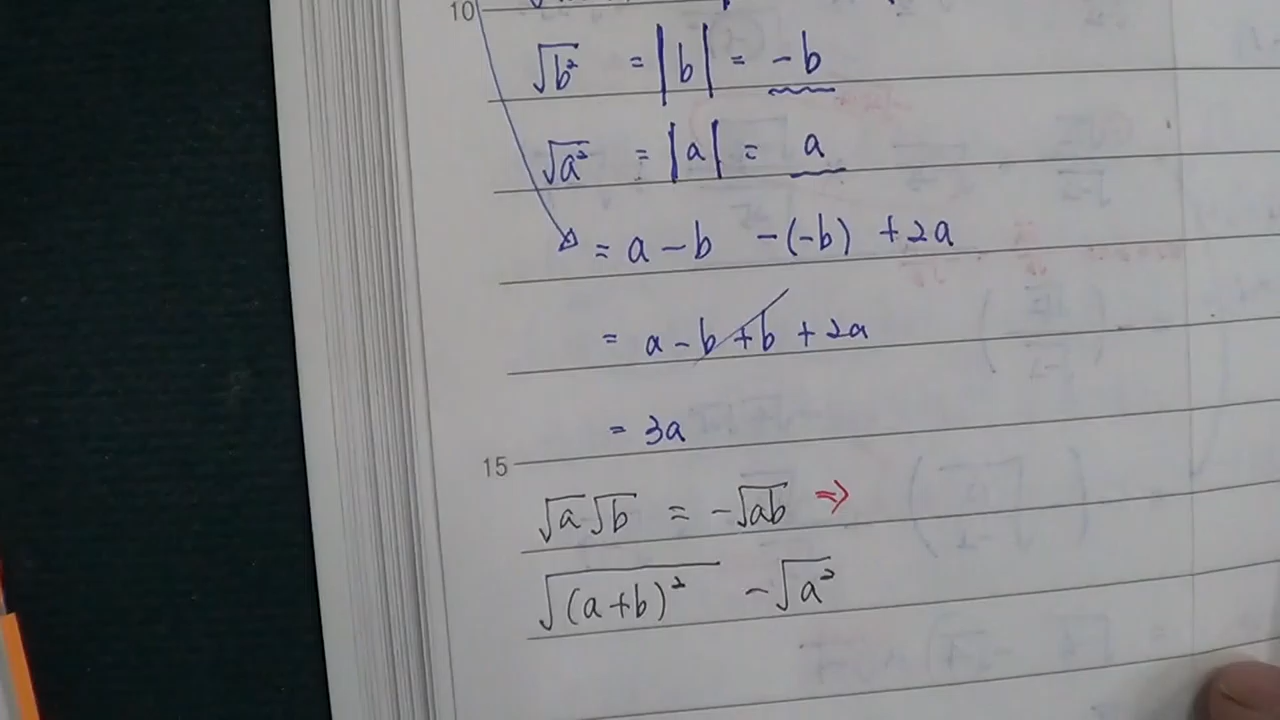 10
√b² = |b| = -b
√a² = |a| = a
= a - b - (-b) + 2a
= a - b + b + 2a
= 3a
15
√a √b = -√ab ⇒
√(a+b)² - √a²